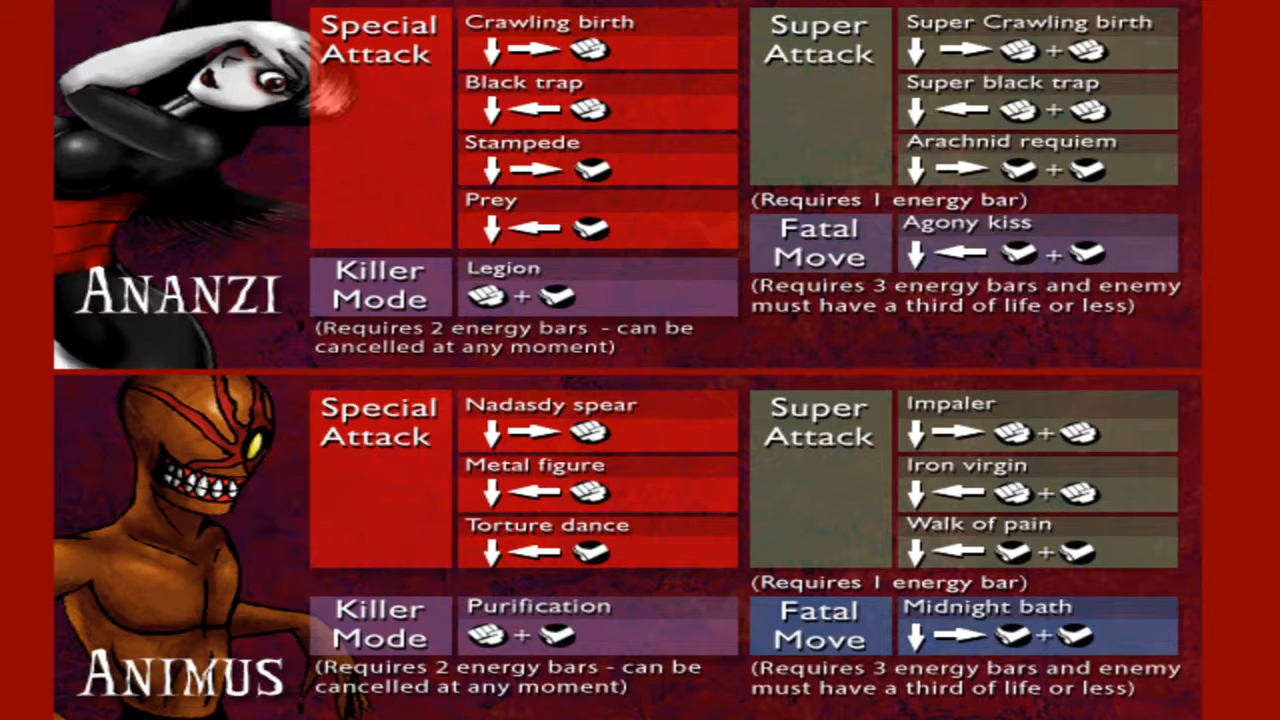 Special
Attack
Crawling birth
+
Black trap
Stampede
Prey
Killer
Mode
Legion
+
(Requires 2 energy bars - can be
cancelled at any moment)
Super
Attack
Super Crawling birth
+
Super black trap
+
Arachnid requiem
+
(Requires 1 energy bar)
Fatal
Move
Agony kiss
+
(Requires 3 energy bars and enemy
must have a third of life or less)
ANANZI
Special
Attack
Nadasdy spear
Metal figure
Torture dance
Killer
Mode
Purification
+
(Requires 2 energy bars - can be
cancelled at any moment)
Super
Attack
Impaler
+
Iron virgin
+
Walk of pain
+
(Requires 1 energy bar)
Fatal
Move
Midnight bath
+
(Requires 3 energy bars and enemy
must have a third of life or less)
ANIMUS